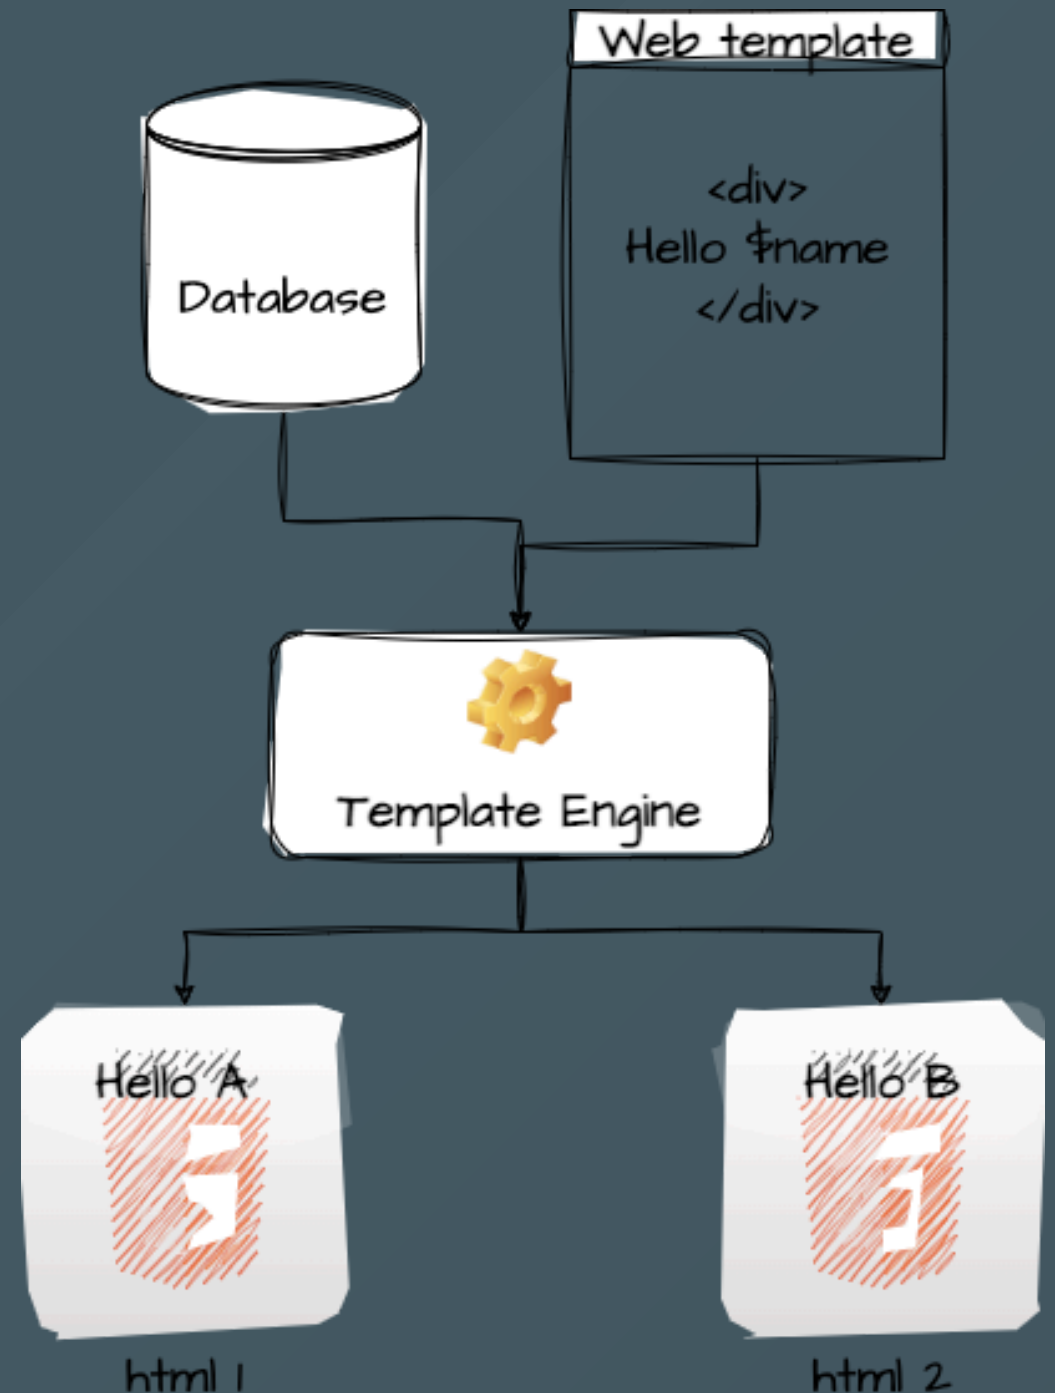 Web template
<div>
Hello $name
</div>
Database
Template Engine
Hello A
Hello B
html 1
html 2